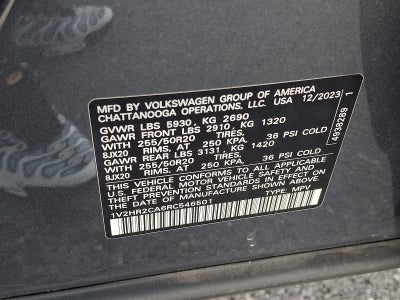 MFD BY VOLKSWAGEN GROUP OF AMERICA
CHATTANOOGA OPERATIONS, LLC. USA 12/2023
GVWR LBS 5930, KG 2690
GAWR FRONT LBS 2910, KG 1320
WITH 255/50R20 TIRES,
8JX20 RIMS, AT 250 KPA, 36 PSI COLD
GAWR REAR LBS 3131 KG 1420
WITH 255/50R20 TIRES,
8JX20 RIMS, AT 250 KPA, 36 PSI COLD
THIS VEHICLE CONFORMS TO ALL APPLICABLE
U.S. FEDERAL MOTOR VEHICLE SAFETY
STANDARDS IN EFFECT ON THE
DATE OF MANUFACTURE SHOWN ABOVE.
1V2HR2CA6RC546501 TYPE: MPV
4930289 1